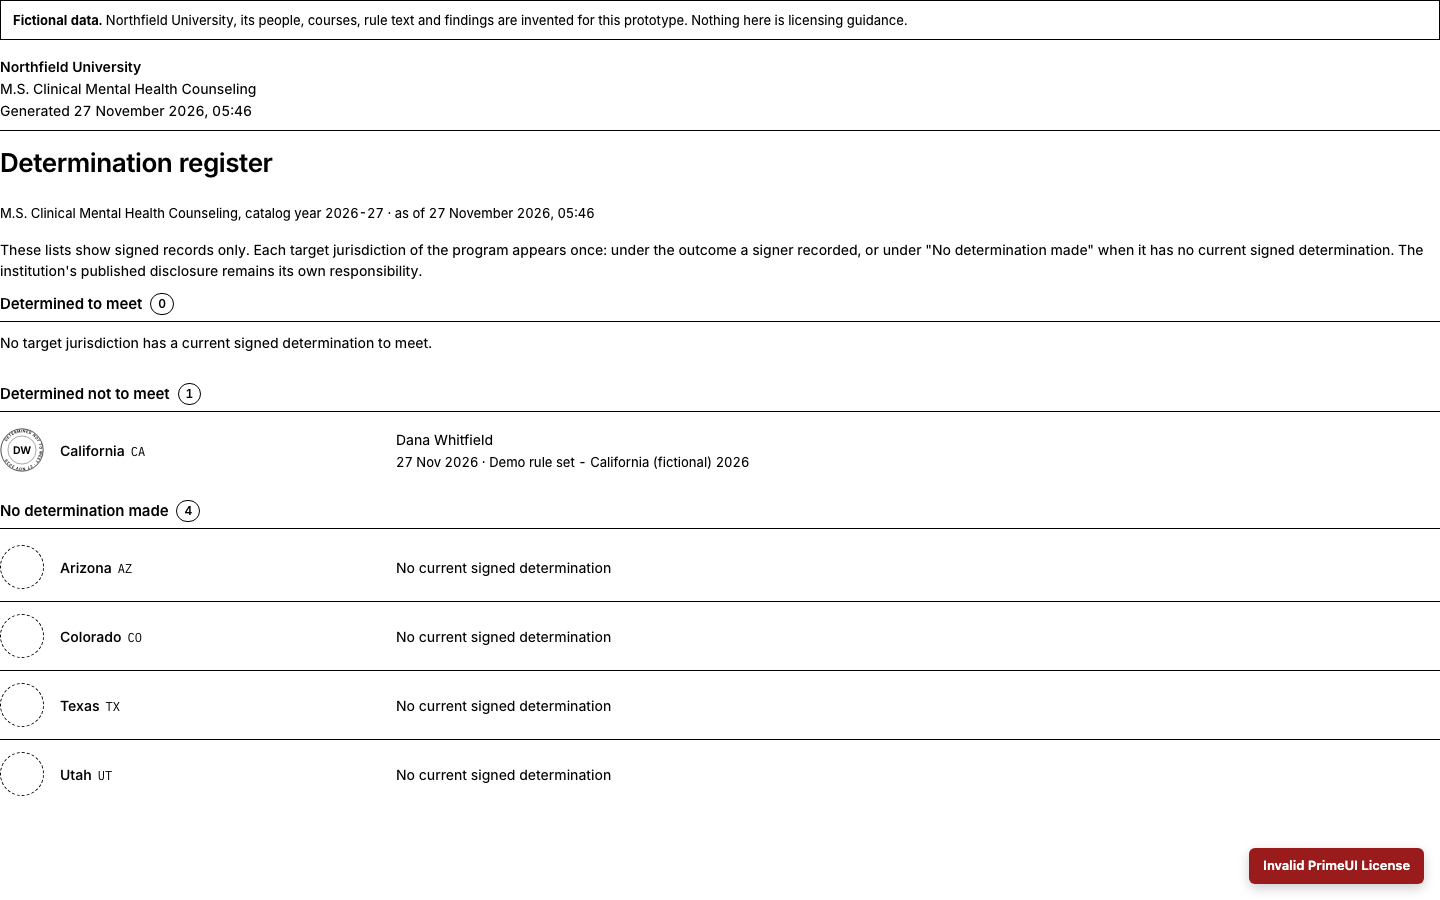 Fictional data. Northfield University, its people, courses, rule text and findings are invented for this prototype. Nothing here is licensing guidance.
Northfield University
M.S. Clinical Mental Health Counseling
Generated 27 November 2026, 05:46
Determination register
M.S. Clinical Mental Health Counseling, catalog year 2026-27 · as of 27 November 2026, 05:46
These lists show signed records only. Each target jurisdiction of the program appears once: under the outcome a signer recorded, or under "No determination made" when it has no current signed determination. The
institution's published disclosure remains its own responsibility.
Determined to meet 0
No target jurisdiction has a current signed determination to meet.
Determined not to meet 1
DW
California CA
Dana Whitfield
27 Nov 2026 · Demo rule set - California (fictional) 2026
No determination made 4
Arizona AZ No current signed determination
Colorado CO No current signed determination
Texas TX No current signed determination
Utah UT No current signed determination
Invalid PrimeUI License